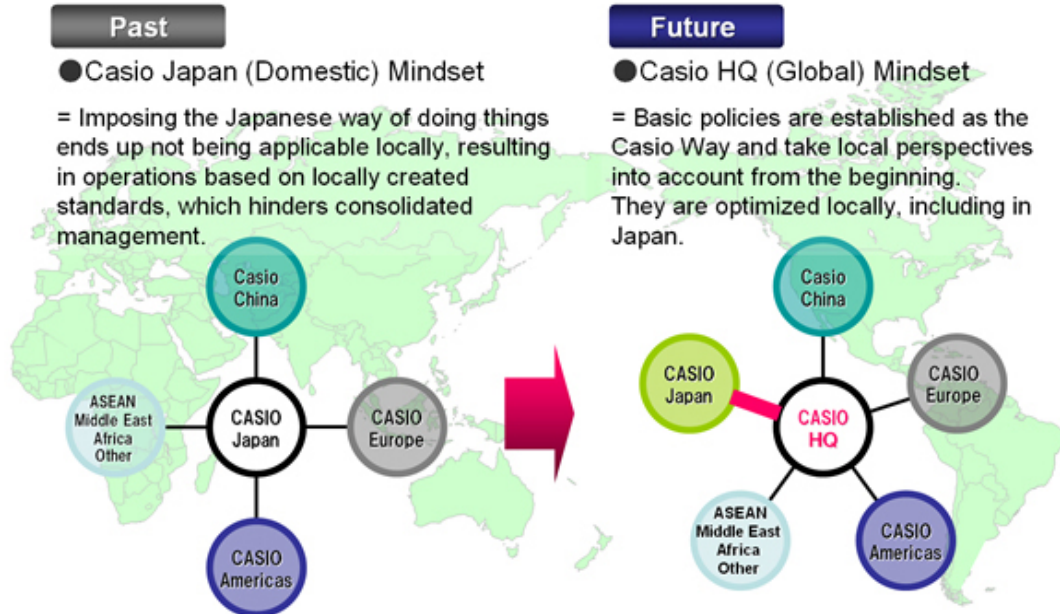 Past
●Casio Japan (Domestic) Mindset
= Imposing the Japanese way of doing things
ends up not being applicable locally, resulting
in operations based on locally created
standards, which hinders consolidated
management.
Casio
China
ASEAN
Middle East
Africa
Other
CASIO
Japan
CASIO
Europe
CASIO
Americas
Future
●Casio HQ (Global) Mindset
= Basic policies are established as the
Casio Way and take local perspectives
into account from the beginning.
They are optimized locally, including in
Japan.
Casio
China
CASIO
Japan
CASIO
Europe
CASIO
HQ
ASEAN
Middle East
Africa
Other
CASIO
Americas